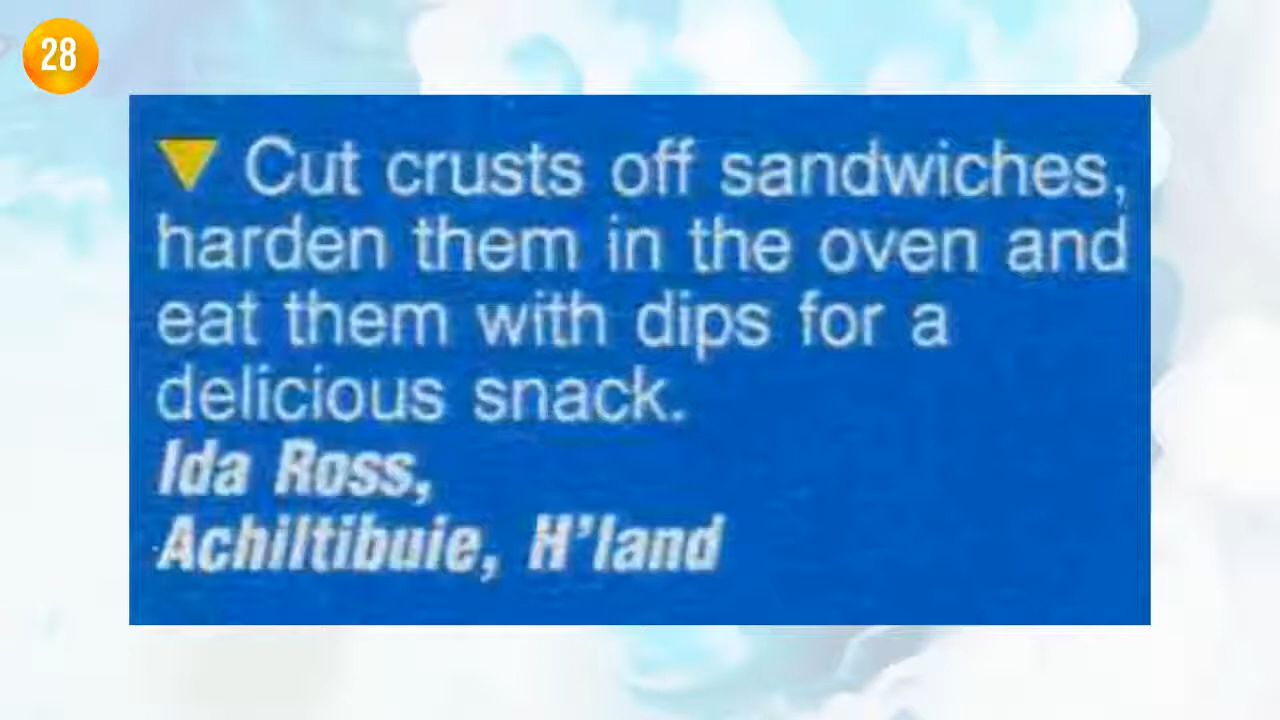 28
Cut crusts off sandwiches,
harden them in the oven and
eat them with dips for a
delicious snack.
Ida Ross,
Achiltibuie, H'land